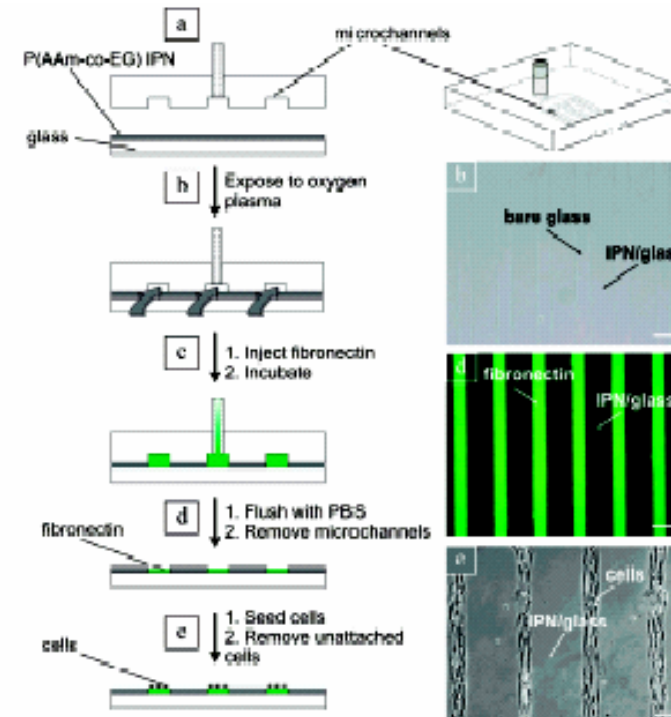 a
microchannels
P(AAm-co-EG) IPN
glass
b
Expose to oxygen
plasma
b
bare glass
IPN/glas
c
1. Inject fibronectin
2. Incubate
d
fibronectin
IPN/glass
d
1. Flush with PBS
2. Remove microchannels
fibronectin
e
1. Seed cells
2. Remove unattached
cells
cells
e
cells
IPN/glass